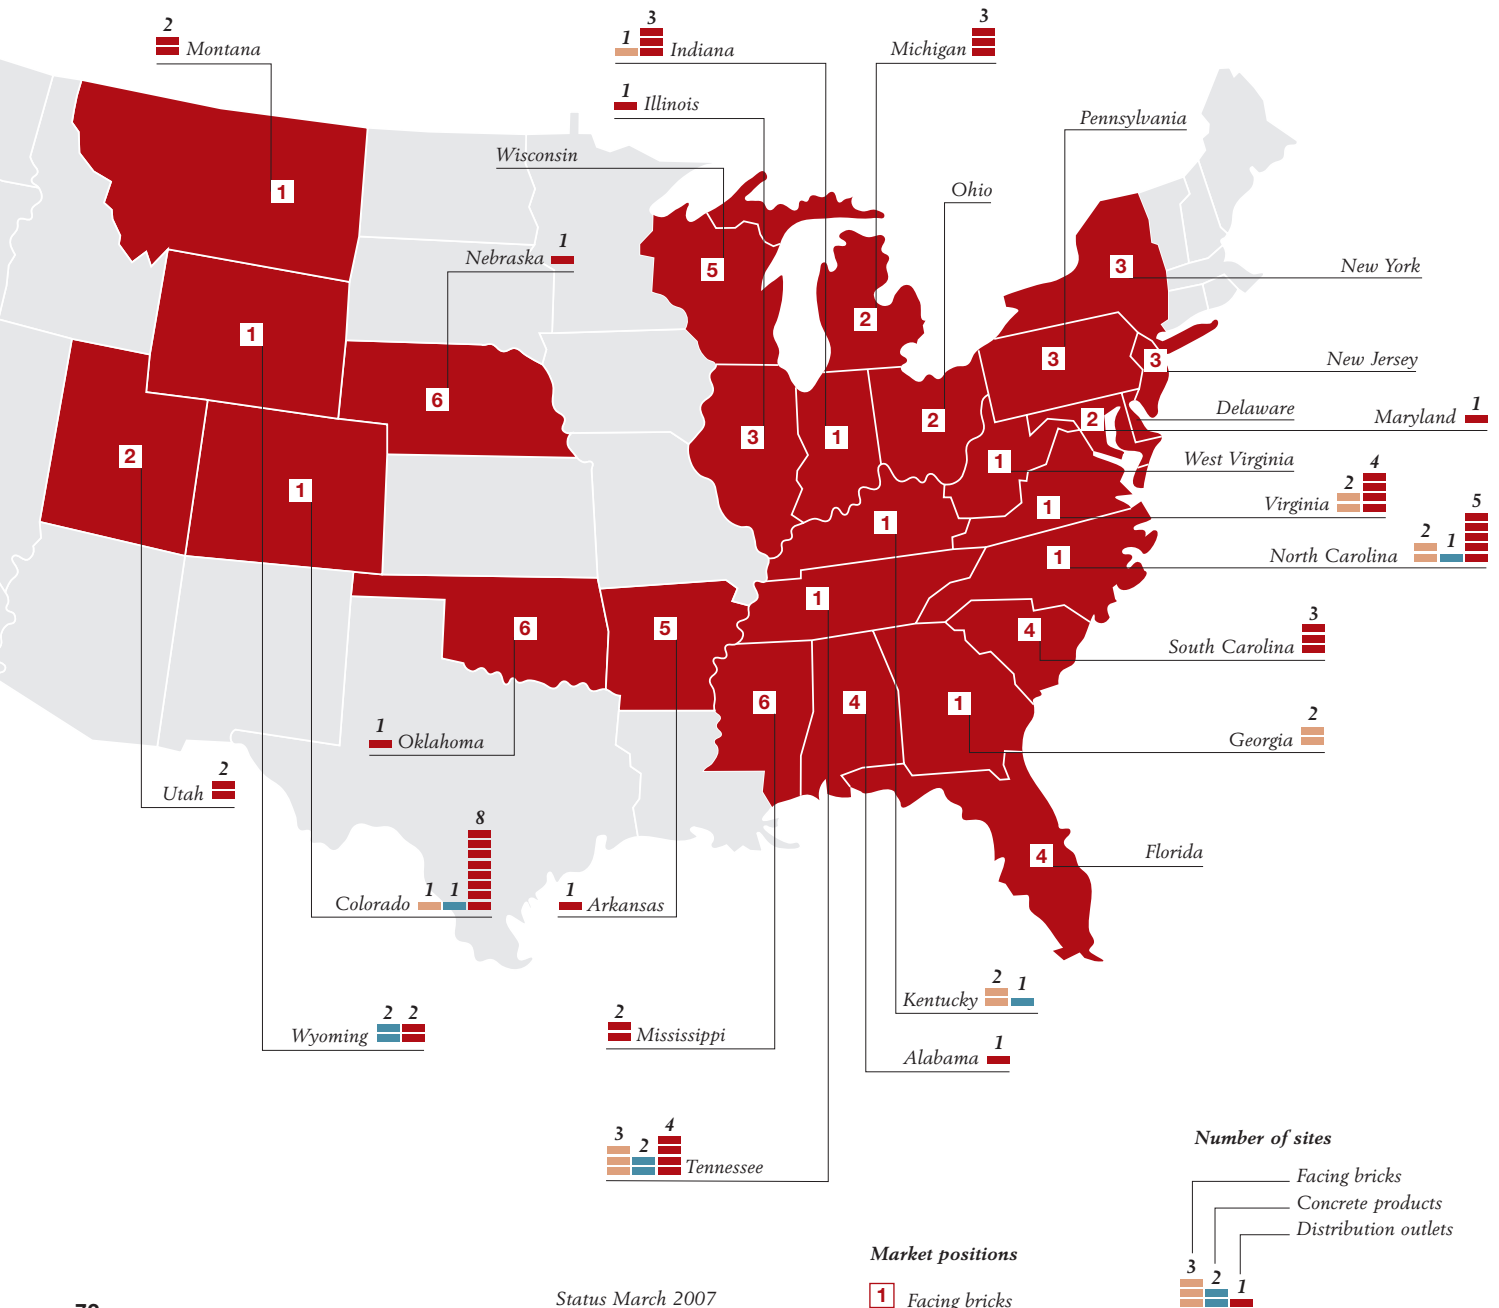 2
Montana
1 3
Indiana
Michigan
3
1
Illinois
Pennsylvania
Wisconsin
Ohio
1
Nebraska
1
5
3
New York
2
1
3
3
New Jersey
6
2
2
Delaware
Maryland
1
3
1
2
1
West Virginia
1
1
Virginia
2 4
1
1
North Carolina
2 1 5
1
6
5
4
South Carolina
3
6
4
1
Georgia
2
1
Oklahoma
Utah
2
4
Florida
Colorado
1 1 8
1
Arkansas
Kentucky
2 1
Wyoming
2 2
2
Mississippi
Alabama
1
3 2 4
Tennessee
Number of sites
Facing bricks
Concrete products
Distribution outlets
3 2 1
Market positions
1 Facing bricks
Status March 2007